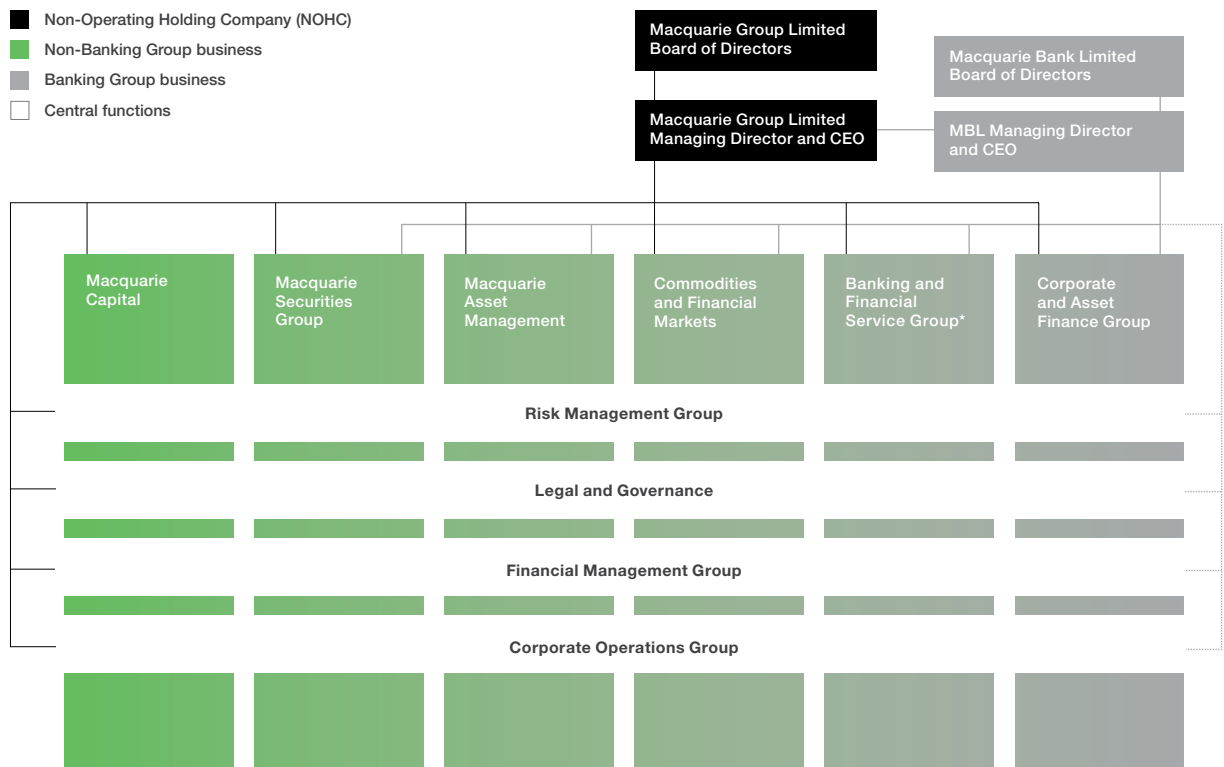 Non-Operating Holding Company (NOHC)
Non-Banking Group business
Banking Group business
Central functions
Macquarie Group Limited
Board of Directors
Macquarie Bank Limited
Board of Directors
Macquarie Group Limited
Managing Director and CEO
MBL Managing Director
and CEO
Macquarie
Capital
Macquarie
Securities
Group
Macquarie
Asset
Management
Commodities
and Financial
Markets
Banking and
Financial
Service Group*
Corporate
and Asset
Finance Group
Risk Management Group
Legal and Governance
Financial Management Group
Corporate Operations Group